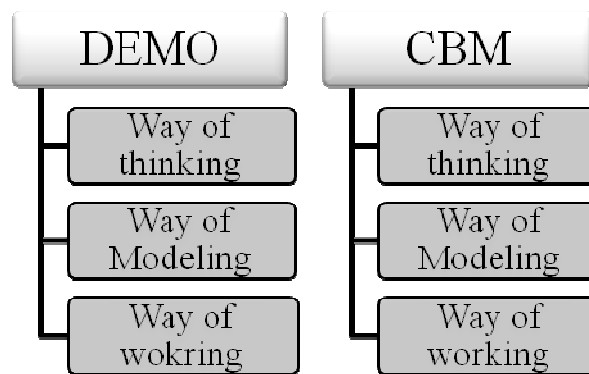 DEMO
Way of
thinking
Way of
Modeling
Way of
wokring
CBM
Way of
thinking
Way of
Modeling
Way of
working